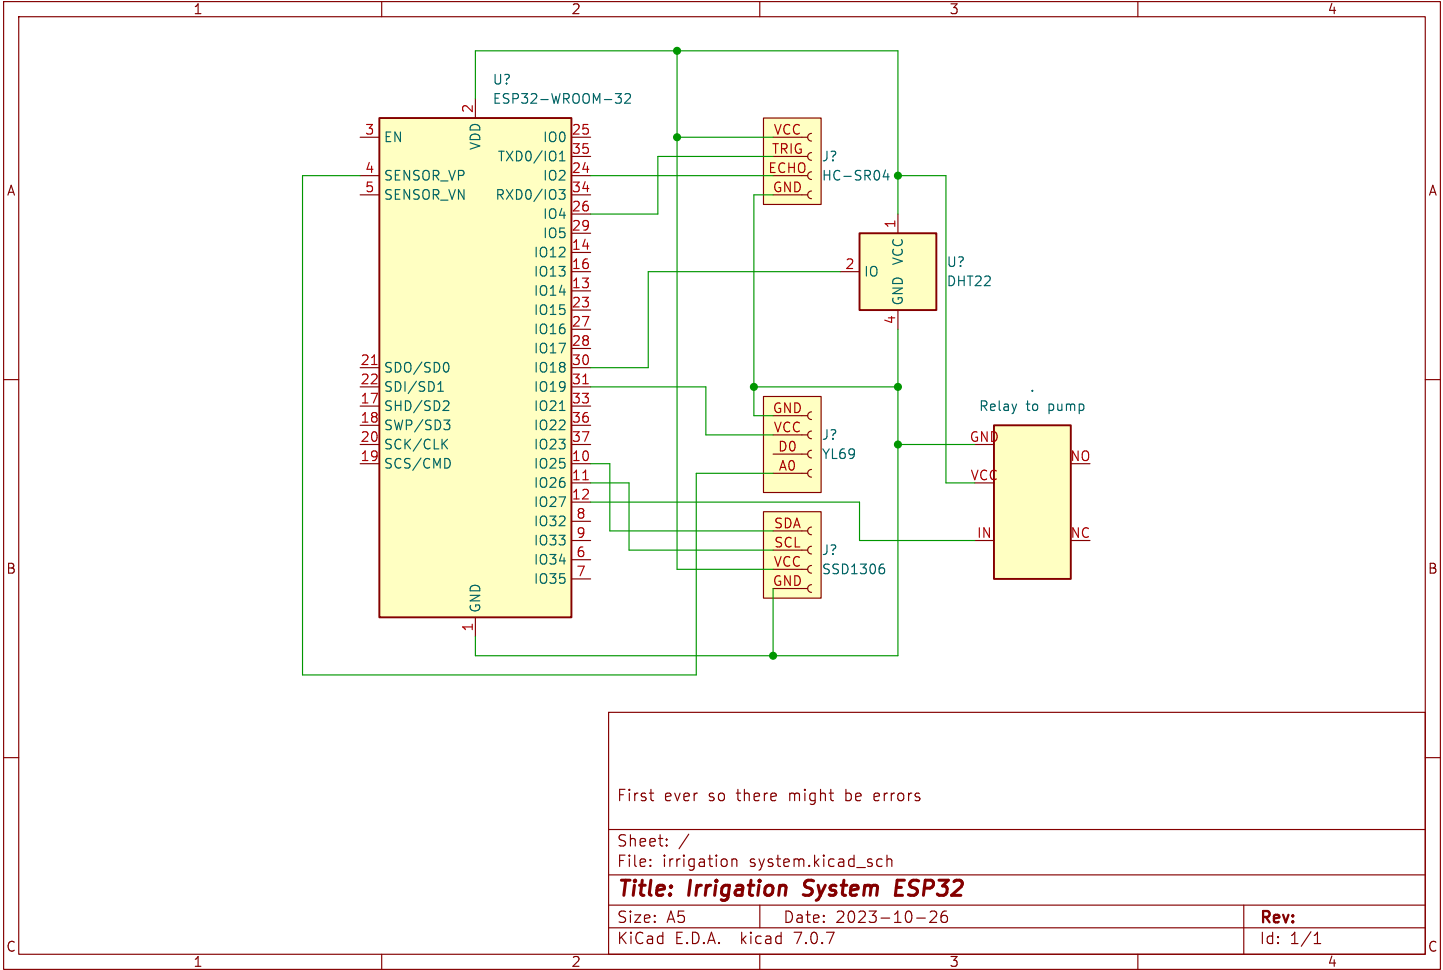 1 2 3 4
A
B
C
U?
ESP32-WROOM-32
2
VDD
3 EN
4 SENSOR_VP
5 SENSOR_VN
21 SDO/SD0
22 SDI/SD1
17 SHD/SD2
18 SWP/SD3
20 SCK/CLK
19 SCS/CMD
IO0 25
TXD0/IO1 35
IO2 24
RXD0/IO3 34
IO4 26
IO5 29
IO12 14
IO13 16
IO14 13
IO15 23
IO16 27
IO17 28
IO18 30
IO19 31
IO21 33
IO22 36
IO23 37
IO25 10
IO26 11
IO27 12
IO32 8
IO33 9
IO34 6
IO35 7
GND
1
VCC
TRIG
ECHO
GND
J?
HC-SR04
1
VCC
2 IO
GND
4
U?
DHT22
GND
VCC
D0
A0
J?
YL69
SDA
SCL
VCC
GND
J?
SSD1306
.
Relay to pump
GND
VCC
IN
NO
NC
A
B
C
First ever so there might be errors
Sheet: /
File: irrigation system.kicad_sch
Title: Irrigation System ESP32
Size: A5 Date: 2023-10-26 Rev:
KiCad E.D.A. kicad 7.0.7 Id: 1/1
1 2 3 4